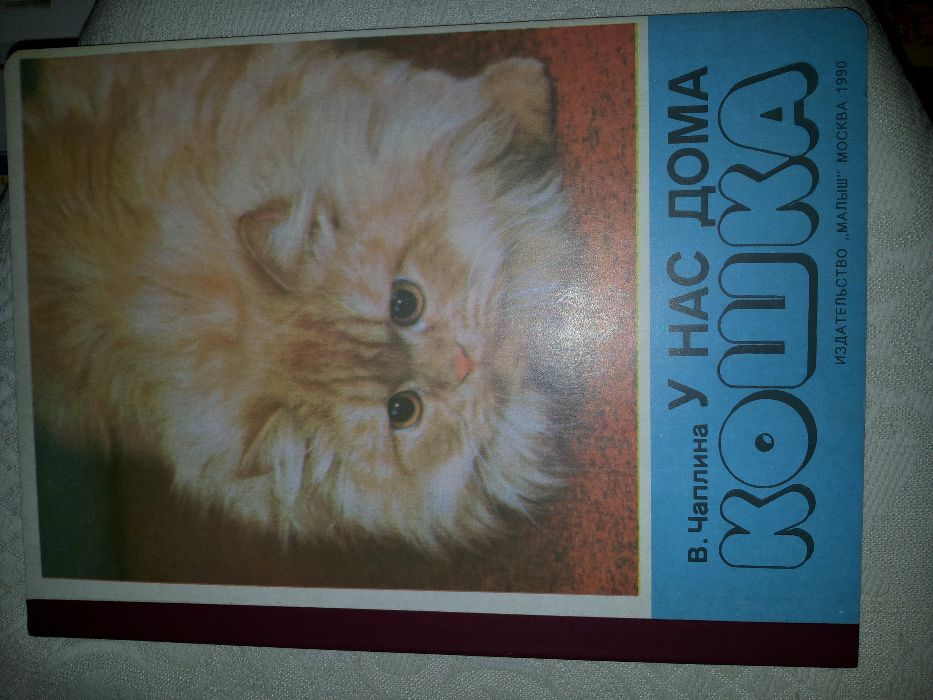 В. Чаплина У НАС ДОМА
КОШКА
ИЗДАТЕЛЬСТВО „МАЛЫШ" МОСКВА 1990